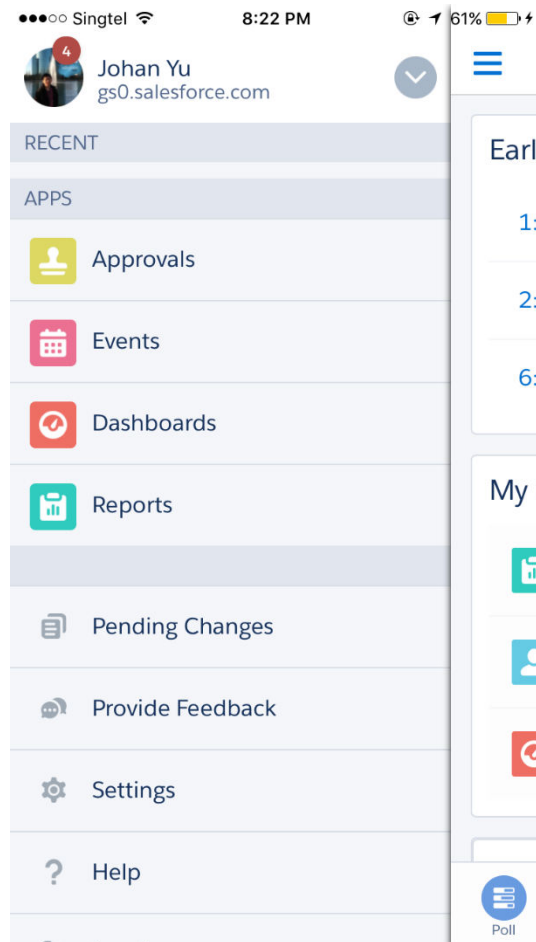 Singtel 8:22 PM 61%
4
Johan Yu
gs0.salesforce.com
RECENT
APPS
Approvals
Events
Dashboards
Reports
Pending Changes
Provide Feedback
Settings
Help
Earl
1:
2:
6:
My
Poll